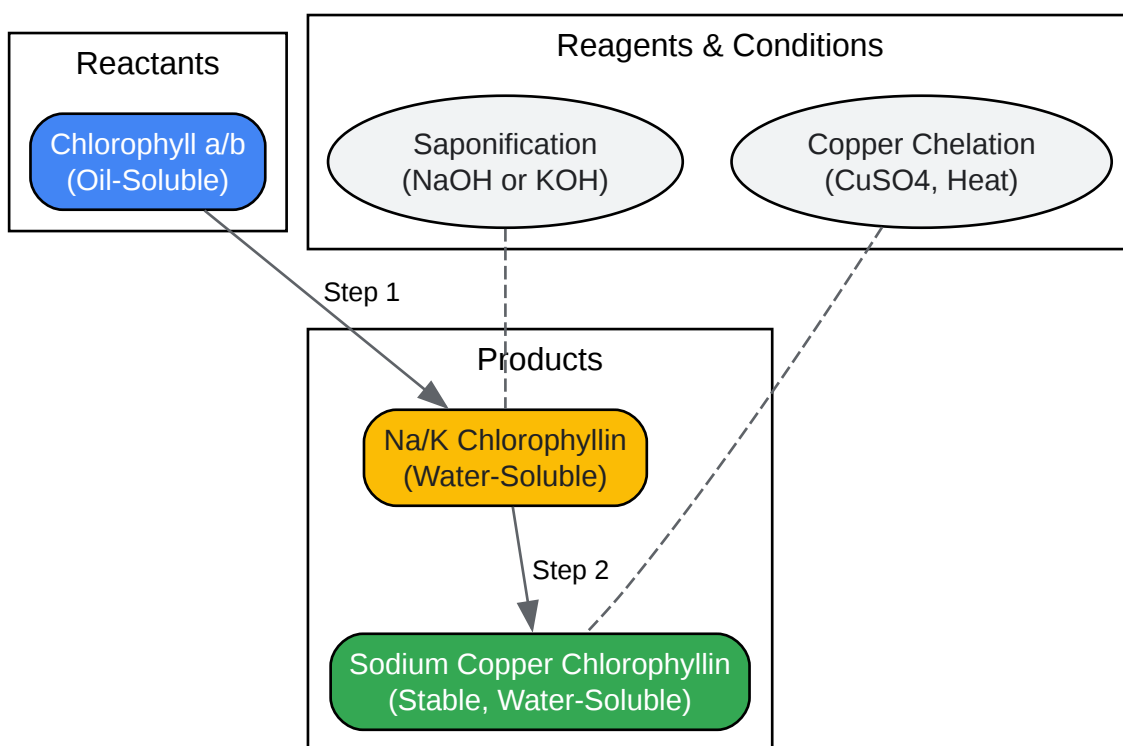 Reactants
Chlorophyll a/b
(Oil-Soluble)
Reagents & Conditions
Saponification
(NaOH or KOH)
Copper Chelation
(CuSO4, Heat)
Step 1
Products
Na/K Chlorophyllin
(Water-Soluble)
Step 2
Sodium Copper Chlorophyllin
(Stable, Water-Soluble)